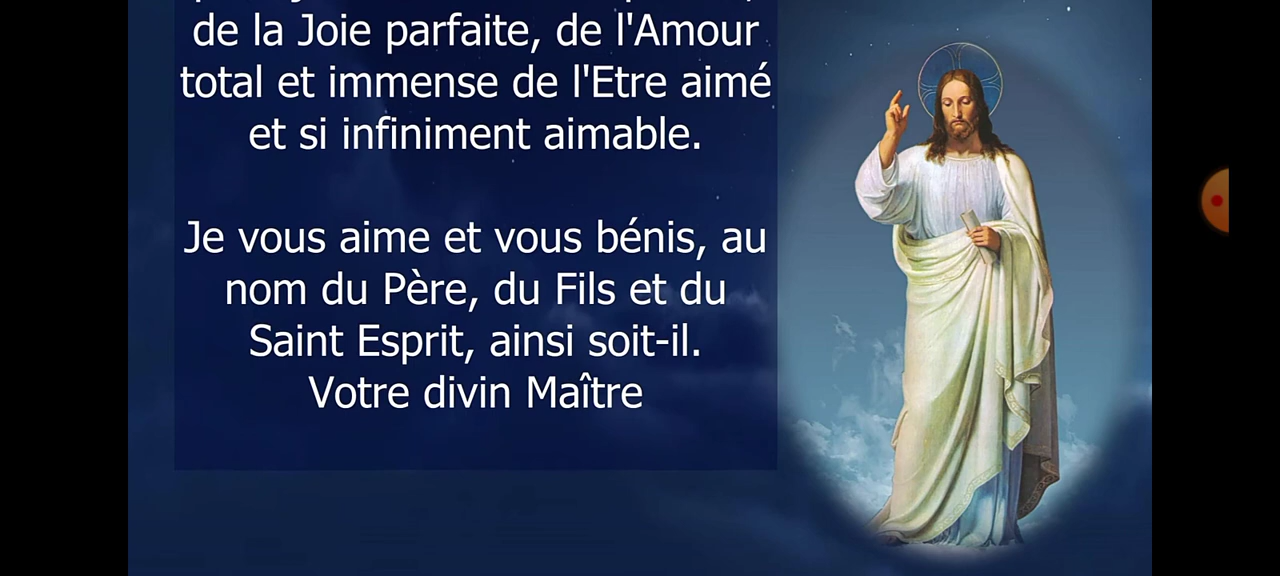 de la Joie parfaite, de l'Amour
total et immense de l'Etre aimé
et si infiniment aimable.
Je vous aime et vous bénis, au
nom du Père, du Fils et du
Saint Esprit, ainsi soit-il.
Votre divin Maître